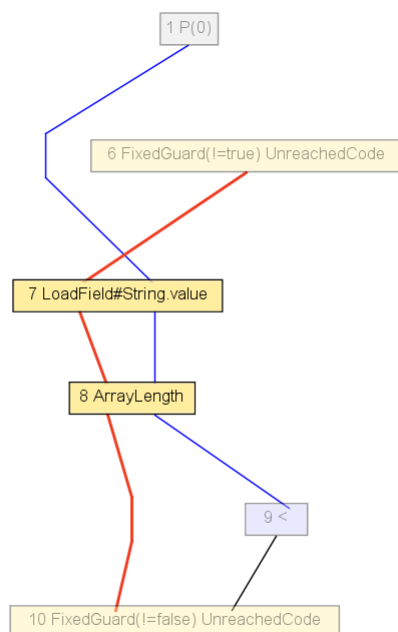 1 P(0)
6 FixedGuard(!=true) UnreachedCode
7 LoadField#String.value
8 ArrayLength
9 <
10 FixedGuard(!=false) UnreachedCode